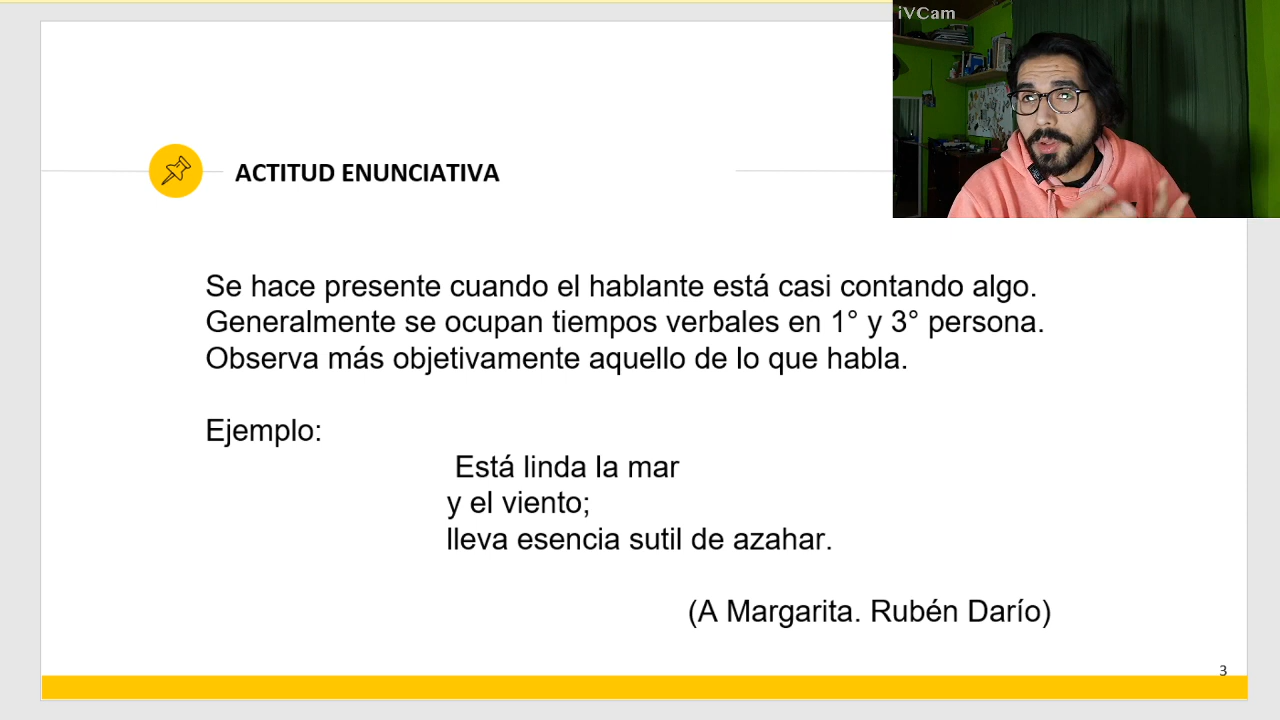 iVCam
ACTITUD ENUNCIATIVA
Se hace presente cuando el hablante está casi contando algo.
Generalmente se ocupan tiempos verbales en 1° y 3° persona.
Observa más objetivamente aquello de lo que habla.
Ejemplo:
Está linda la mar
y el viento;
lleva esencia sutil de azahar.
(A Margarita. Rubén Darío)
3